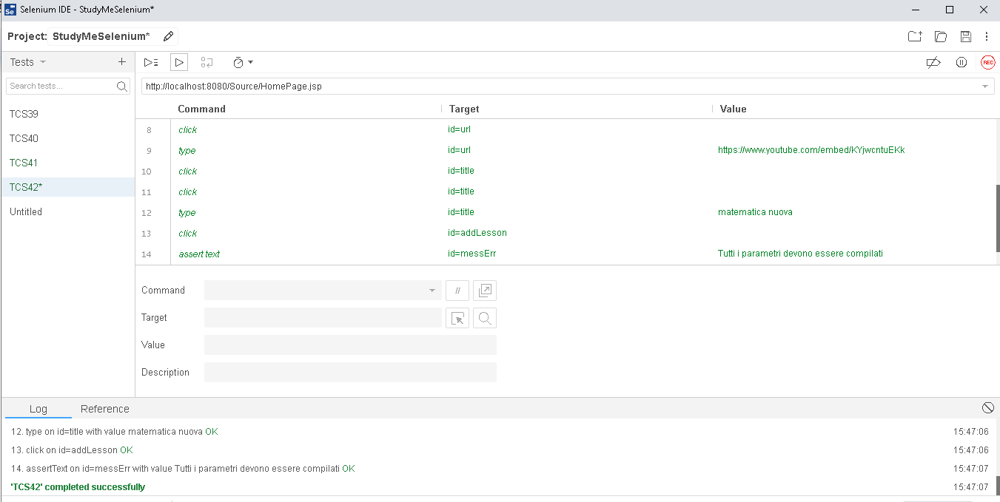 Selenium IDE - StudyMeSelenium*
Project: StudyMeSelenium*
Tests
REC
Search tests...
http://localhost:8080/Source/HomePage.jsp
Command Target Value
TCS39
TCS40
TCS41
TCS42*
Untitled
8 click id=url
9 type id=url https://www.youtube.com/embed/KYjwcntuEKk
10 click id=title
11 click id=title
12 type id=title matematica nuova
13 click id=addLesson
14 assert text id=messErr Tutti i parametri devono essere compilati
Command //
Target
Value
Description
Log Reference
12. type on id=title with value matematica nuova OK 15:47:06
13. click on id=addLesson OK 15:47:06
14. assertText on id=messErr with value Tutti i parametri devono essere compilati OK 15:47:07
'TCS42' completed successfully 15:47:07